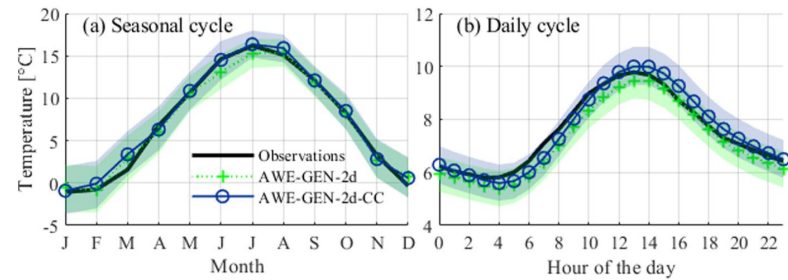 (a) Seasonal cycle
Temperature [°C]
20
15
10
5
0
-5
Observations
AWE-GEN-2d
AWE-GEN-2d-CC
J F M A M J J A S O N D
Month
(b) Daily cycle
12
10
8
6
4
0 2 4 6 8 10 12 14 16 18 20 22
Hour of the day